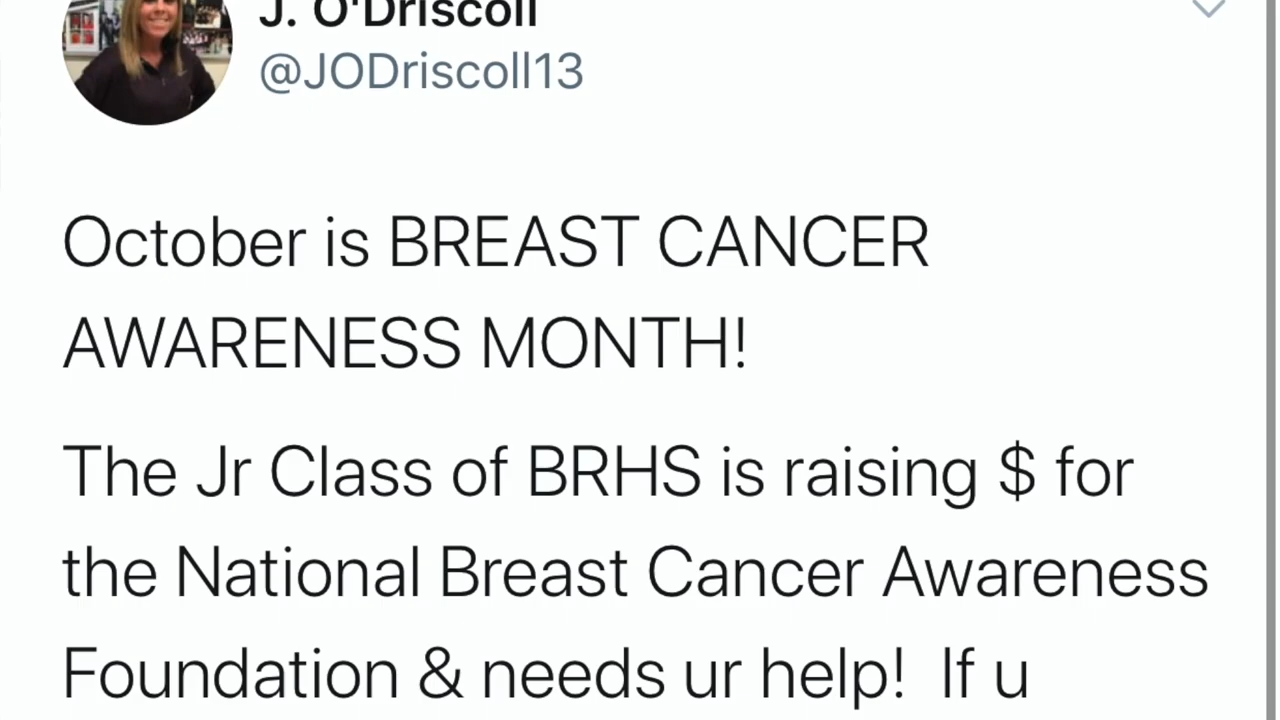 J. O'Driscoll
@JODriscoll13
October is BREAST CANCER
AWARENESS MONTH!
The Jr Class of BRHS is raising $ for
the National Breast Cancer Awareness
Foundation & needs ur help!  If u